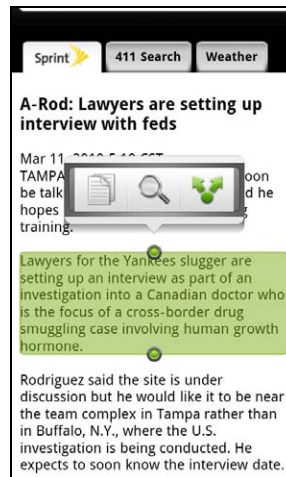 Sprint
411 Search
Weather
A-Rod: Lawyers are setting up
interview with feds
Mar 11, 2010 5:10 CST
TAMPA
be talk
hopes
training.
Lawyers for the Yankees slugger are
setting up an interview as part of an
investigation into a Canadian doctor who
is the focus of a cross-border drug
smuggling case involving human growth
hormone.
Rodriguez said the site is under
discussion but he would like it to be near
the team complex in Tampa rather than
in Buffalo, N.Y., where the U.S.
investigation is being conducted. He
expects to soon know the interview date.